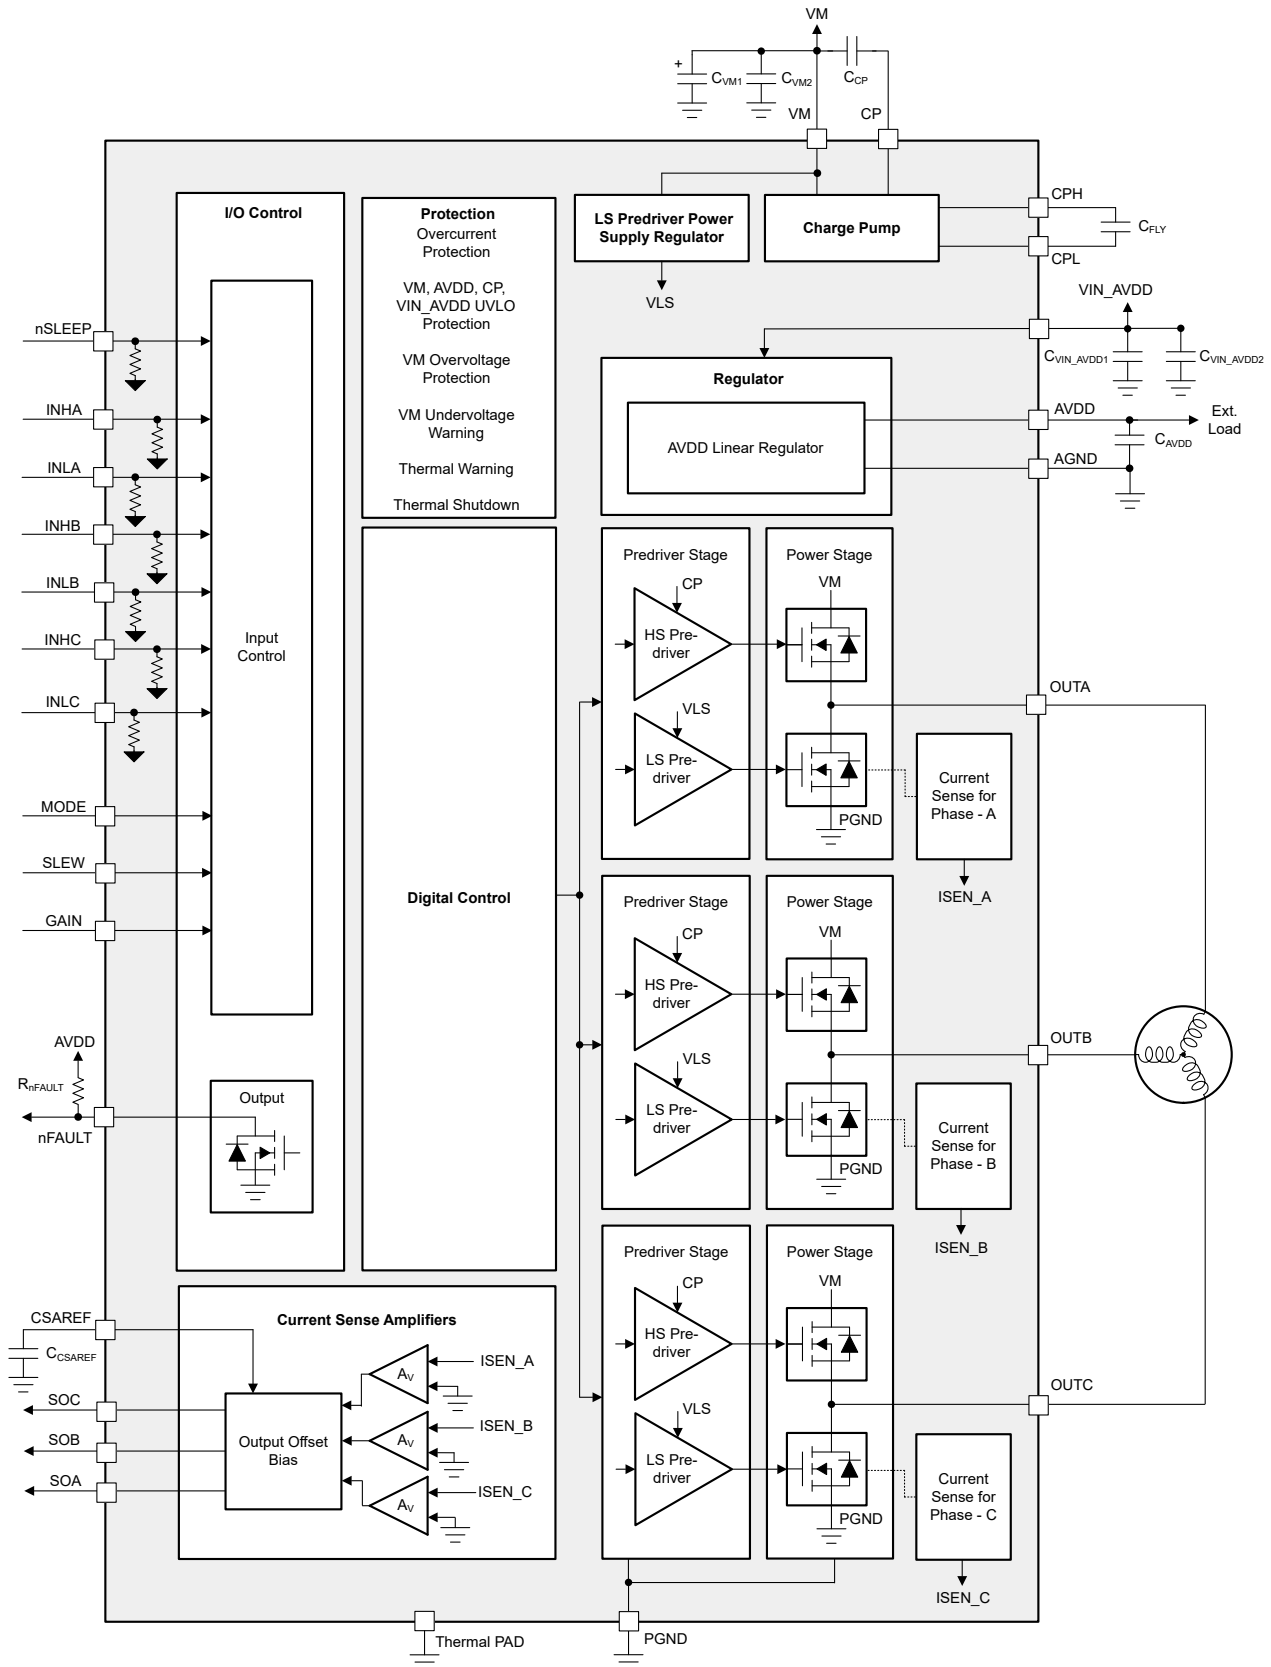 VM
+
CVM1
CVM2
CCP
VM
CP
I/O Control
Protection
Overcurrent
Protection
VM, AVDD, CP,
VIN_AVDD UVLO
Protection
VM Overvoltage
Protection
VM Undervoltage
Warning
Thermal Warning
Thermal Shutdown
LS Predriver Power
Supply Regulator
VLS
Charge Pump
CPH
CFLY
CPL
VIN_AVDD
CVIN_AVDD1
CVIN_AVDD2
Regulator
AVDD Linear Regulator
AVDD
Ext.
Load
CAVDD
AGND
nSLEEP
INHA
INLA
INHB
INLB
INHC
INLC
MODE
SLEW
GAIN
Input
Control
AVDD
RnFAULT
nFAULT
Output
Digital Control
Predriver Stage
CP
HS Pre-
driver
VLS
LS Pre-
driver
Power Stage
VM
PGND
OUTA
Current
Sense for
Phase - A
ISEN_A
Predriver Stage
CP
HS Pre-
driver
VLS
LS Pre-
driver
Power Stage
VM
PGND
OUTB
Current
Sense for
Phase - B
ISEN_B
Predriver Stage
CP
HS Pre-
driver
VLS
LS Pre-
driver
Power Stage
VM
PGND
OUTC
Current
Sense for
Phase - C
ISEN_C
CSAREF
CCSAREF
SOC
SOB
SOA
Current Sense Amplifiers
Output Offset
Bias
AV
ISEN_A
AV
ISEN_B
AV
ISEN_C
Thermal PAD
PGND